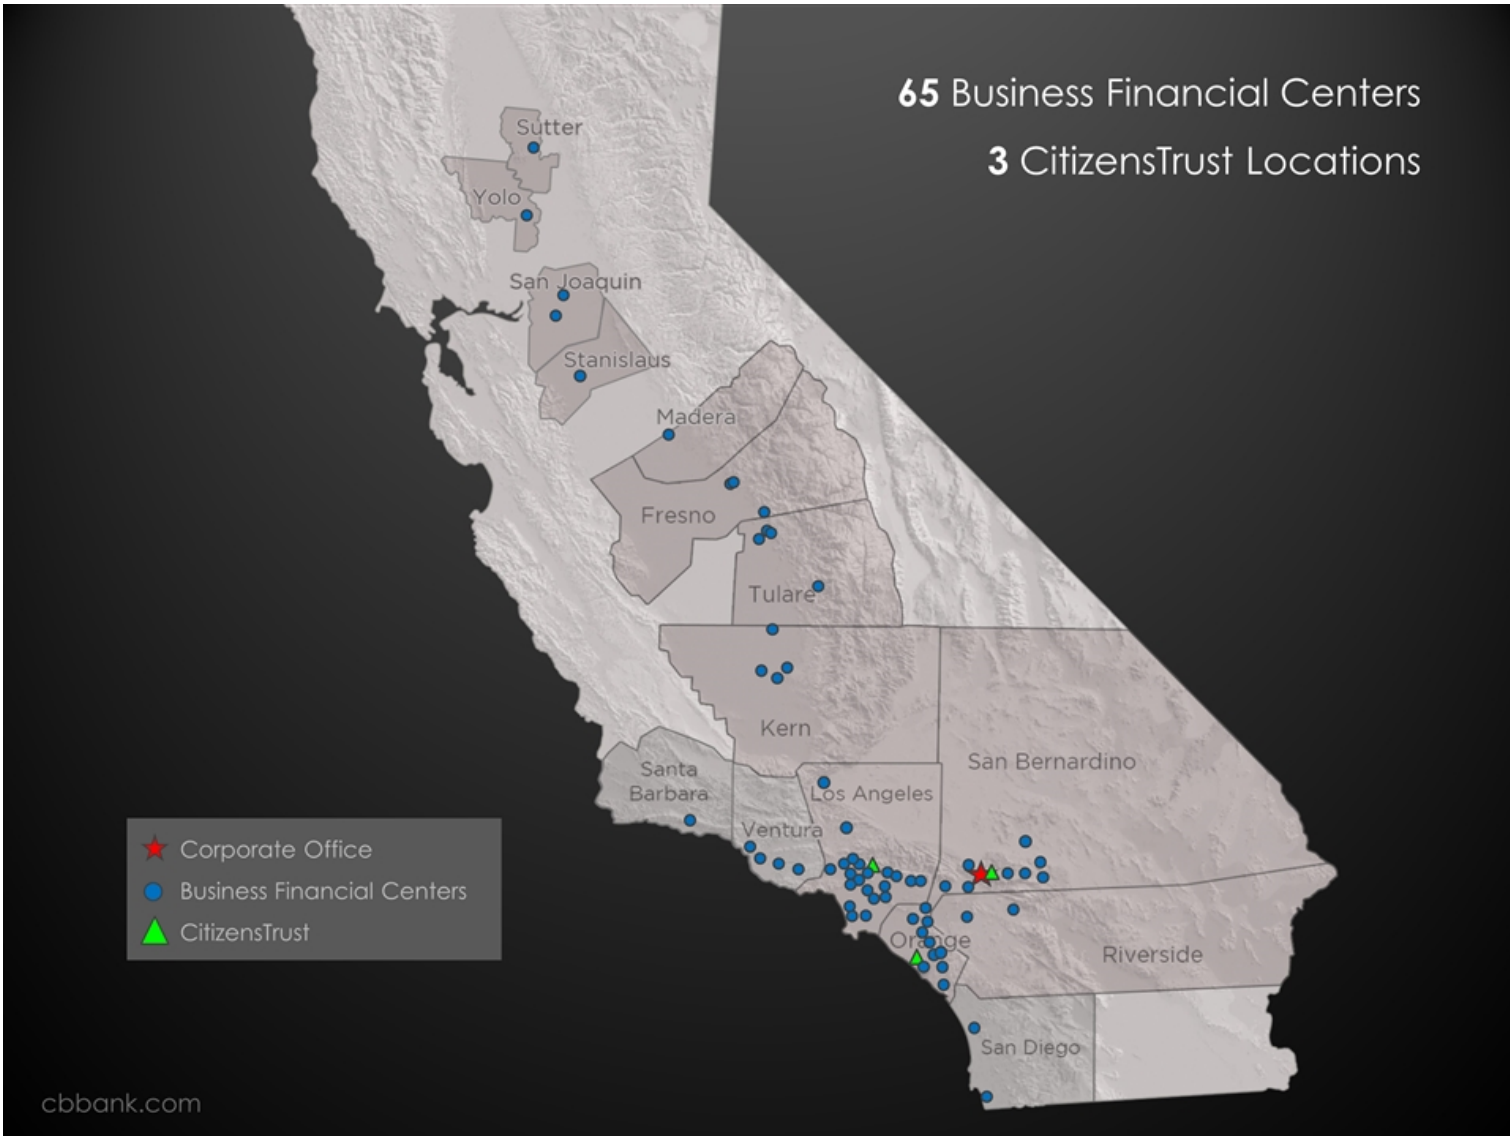 65 Business Financial Centers
3 CitizensTrust Locations
Sutter
Yolo
San Joaquin
Stanislaus
Madera
Fresno
Tulare
Kern
San Bernardino
Santa
Barbara
Los Angeles
Ventura
Orange
Riverside
San Diego
Corporate Office
Business Financial Centers
CitizensTrust
cbbank.com